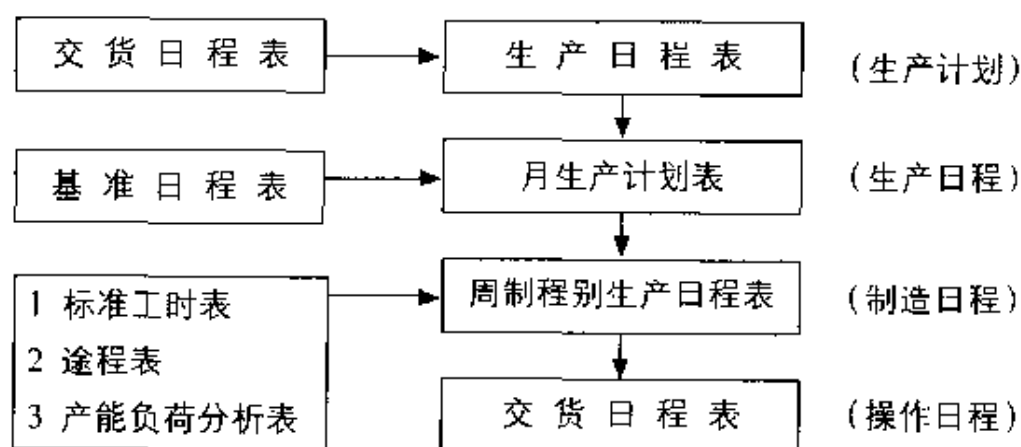 交货日程表 生产日程表 (生产计划)
基准日程表 月生产计划表 (生产日程)
1 标准工时表 周制程别生产日程表 (制造日程)
2 途程表
3 产能负荷分析表 交货日程表 (操作日程)